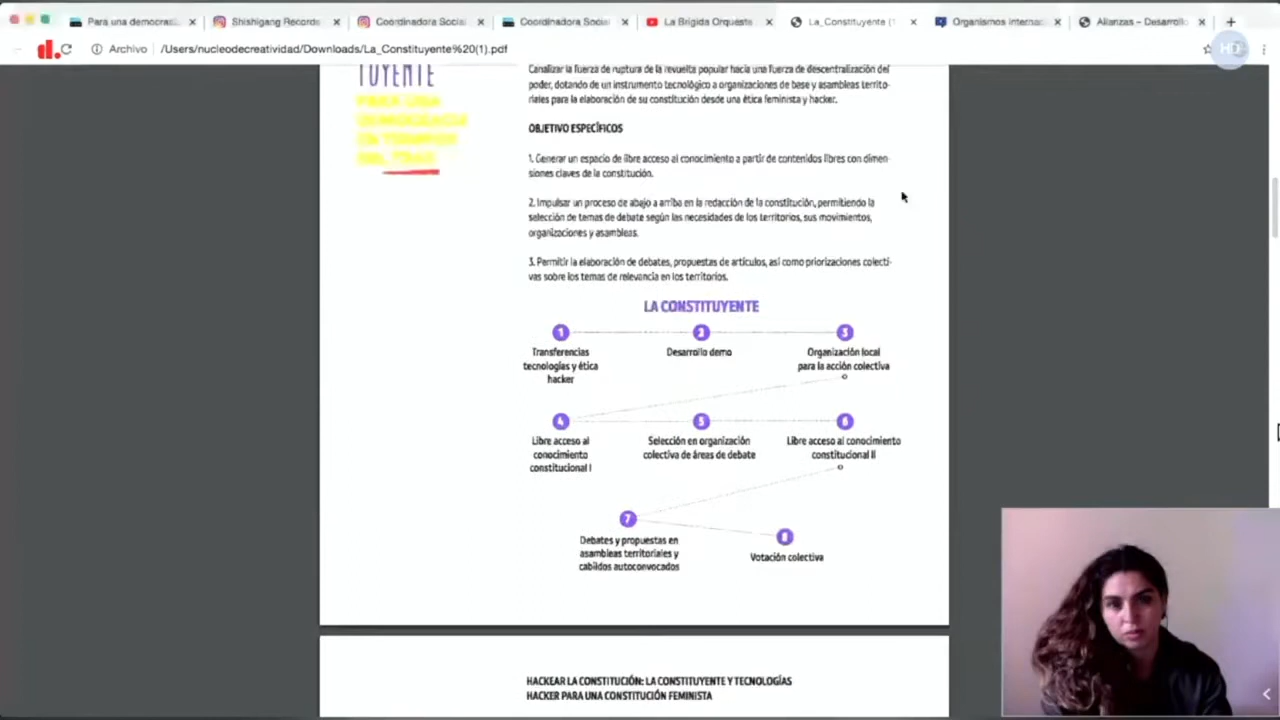 Para una democrac
Shishigang Records
Coordinadora Social
Coordinadora Social
La Brigida Orquesta
La_Constituyente (1
Organismos Internac
Alianzas – Desarrollo
d.
Archivo
/Users/nucleodecreatividad/Downloads/La_Constituyente%20(1).pdf
HD
TUYENTE
PARA UNA
DEMOCRACIA
EN TIEMPOS
REAL
Canalizar la fuerza de ruptura de la revuelta popular hacia una fuerza de descentralización del
poder, dotando de un instrumento tecnológico a organizaciones de base y asambleas territo-
riales para la elaboración de su constitución desde una ética feminista y hacker.
OBJETIVO ESPECÍFICOS
1. Generar un espacio de libre acceso al conocimiento a partir de contenidos libres con dimen-
siones claves de la constitución.
2. Impulsar un proceso de abajo a arriba en la redacción de la constitución, permitiendo la
selección de temas de debate según las necesidades de los territorios, sus movimientos,
organizaciones y asambleas.
3. Permitir la elaboración de debates, propuestas de artículos, así como priorizaciones colecti-
vas sobre los temas de relevancia en los territorios.
LA CONSTITUYENTE
1
2
3
Transferencias
tecnologías y ética
hacker
Desarrollo demo
Organización local
para la acción colectiva
4
5
6
Libre acceso al
conocimiento
constitucional I
Selección en organización
colectiva de áreas de debate
Libre acceso al conocimiento
constitucional II
7
8
Debates y propuestas en
asambleas territoriales y
cabildos autoconvocados
Votación colectiva
HACKEAR LA CONSTITUCIÓN: LA CONSTITUYENTE Y TECNOLOGÍAS
HACKER PARA UNA CONSTITUCIÓN FEMINISTA